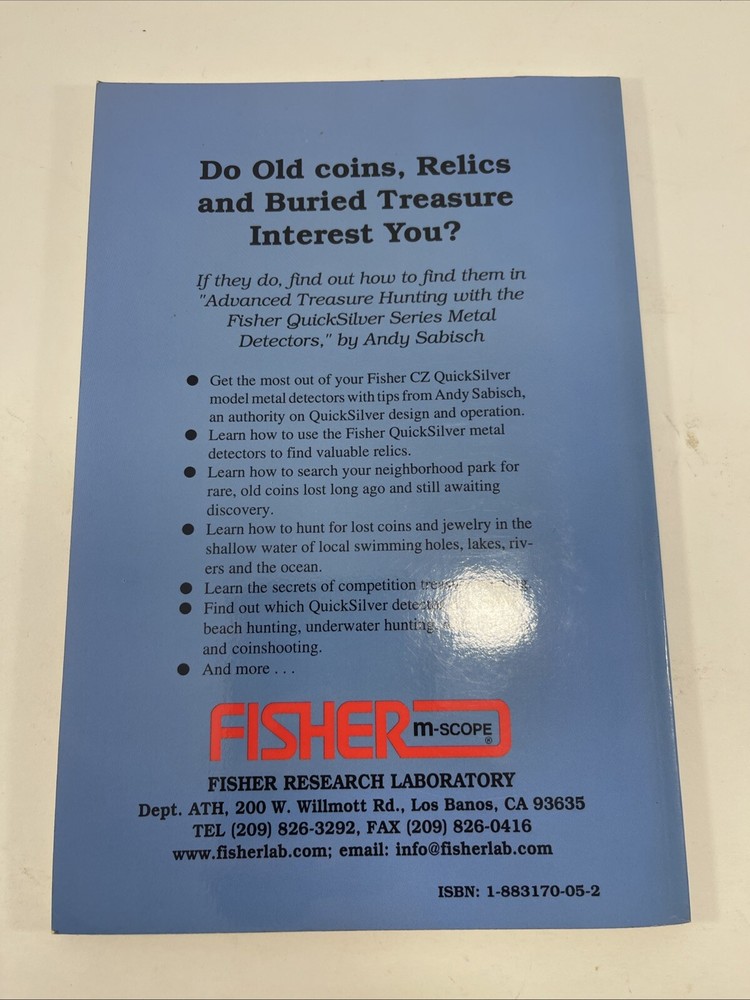 Do Old coins, Relics
and Buried Treasure
Interest You?
If they do, find out how to find them in
"Advanced Treasure Hunting with the
Fisher QuickSilver Series Metal
Detectors," by Andy Sabisch
● Get the most out of your Fisher CZ QuickSilver
model metal detectors with tips from Andy Sabisch,
an authority on QuickSilver design and operation.
● Learn how to use the Fisher QuickSilver metal
detectors to find valuable relics.
● Learn how to search your neighborhood park for
rare, old coins lost long ago and still awaiting
discovery.
● Learn how to hunt for lost coins and jewelry in the
shallow water of local swimming holes, lakes, riv-
ers and the ocean.
● Learn the secrets of competition
● Find out which QuickSilver
beach hunting, underwater hunting,
and coinshooting.
● And more . . .
FISHER m-SCOPE ®
FISHER RESEARCH LABORATORY
Dept. ATH, 200 W. Willmott Rd., Los Banos, CA 93635
TEL (209) 826-3292, FAX (209) 826-0416
www.fisherlab.com; email: info@fisherlab.com
ISBN: 1-883170-05-2